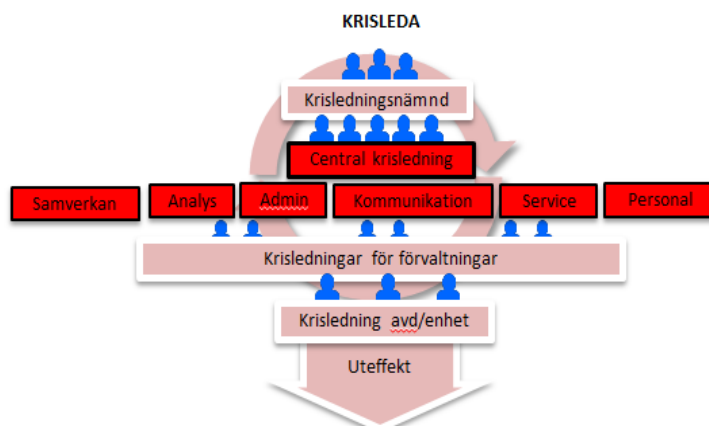 KRISLEDA
Krisledningsnämnd
Central krisledning
Samverkan
Analys
Admin
Kommunikation
Service
Personal
Krisledningar för förvaltningar
Krisledning avd/enhet
Uteffekt